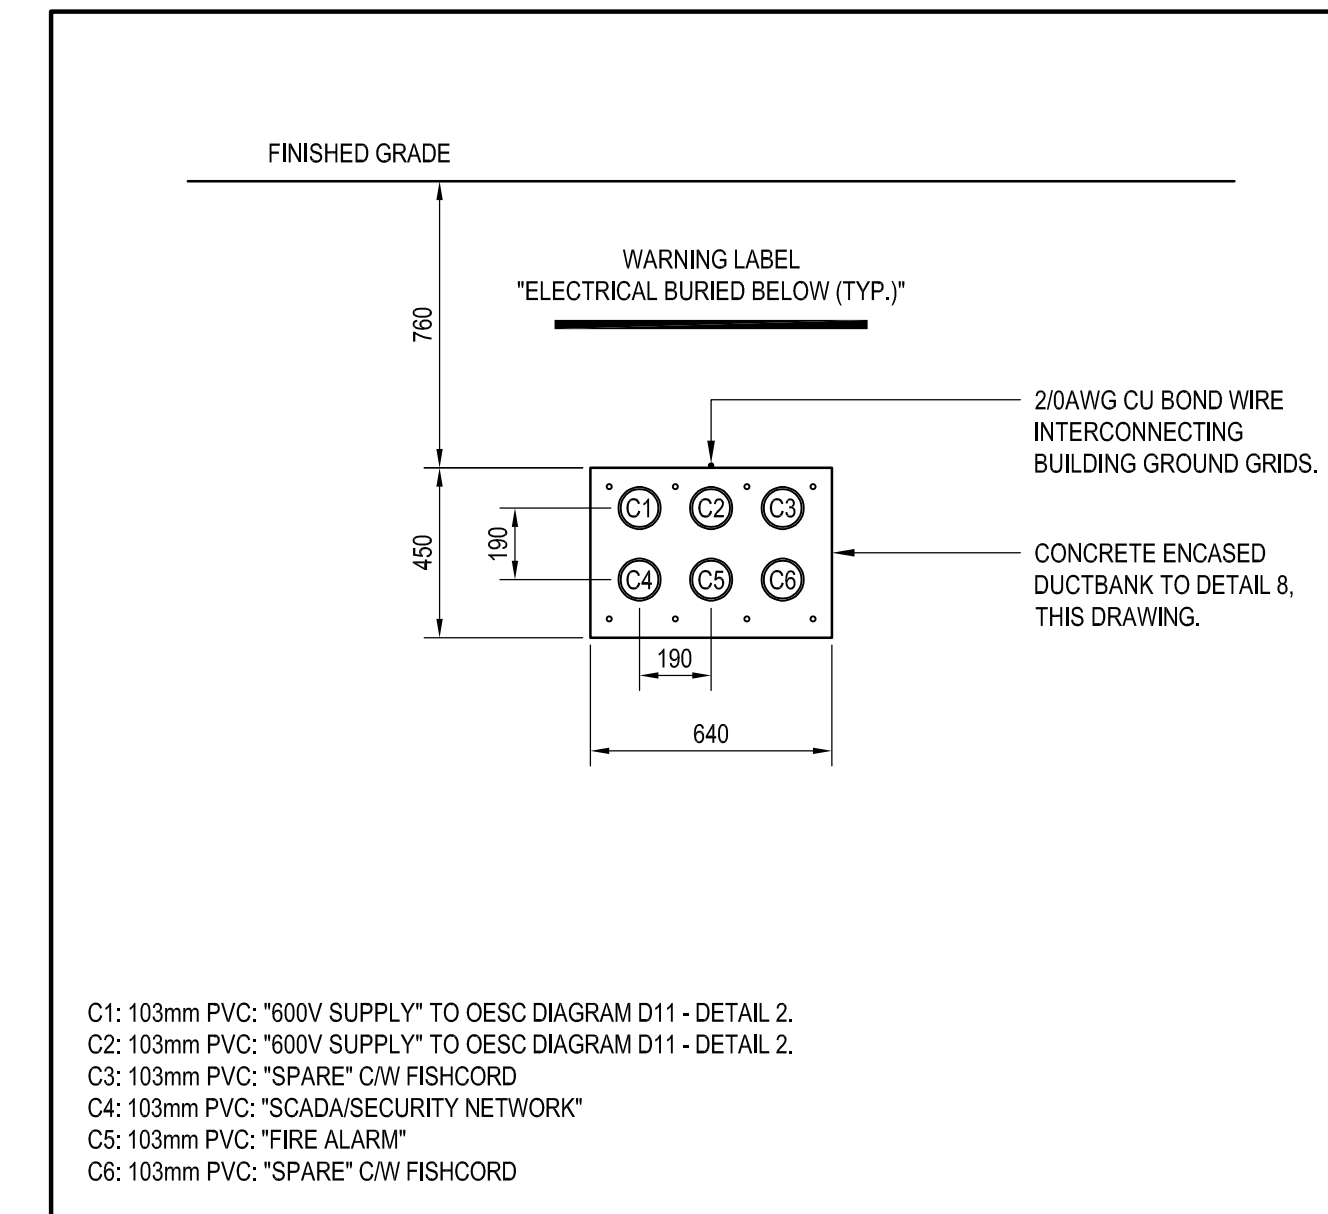 FINISHED GRADE
WARNING LABEL
"ELECTRICAL BURIED BELOW (TYP.)"
760
2/0AWG CU BOND WIRE
INTERCONNECTING
BUILDING GROUND GRIDS.
C1 C2 C3
450
190
CONCRETE ENCASED
DUCTBANK TO DETAIL 8,
THIS DRAWING.
C4 C5 C6
190
640
C1: 103mm PVC: "600V SUPPLY" TO OESC DIAGRAM D11 - DETAIL 2.
C2: 103mm PVC: "600V SUPPLY" TO OESC DIAGRAM D11 - DETAIL 2.
C3: 103mm PVC: "SPARE" C/W FISHCORD
C4: 103mm PVC: "SCADA/SECURITY NETWORK"
C5: 103mm PVC: "FIRE ALARM"
C6: 103mm PVC: "SPARE" C/W FISHCORD